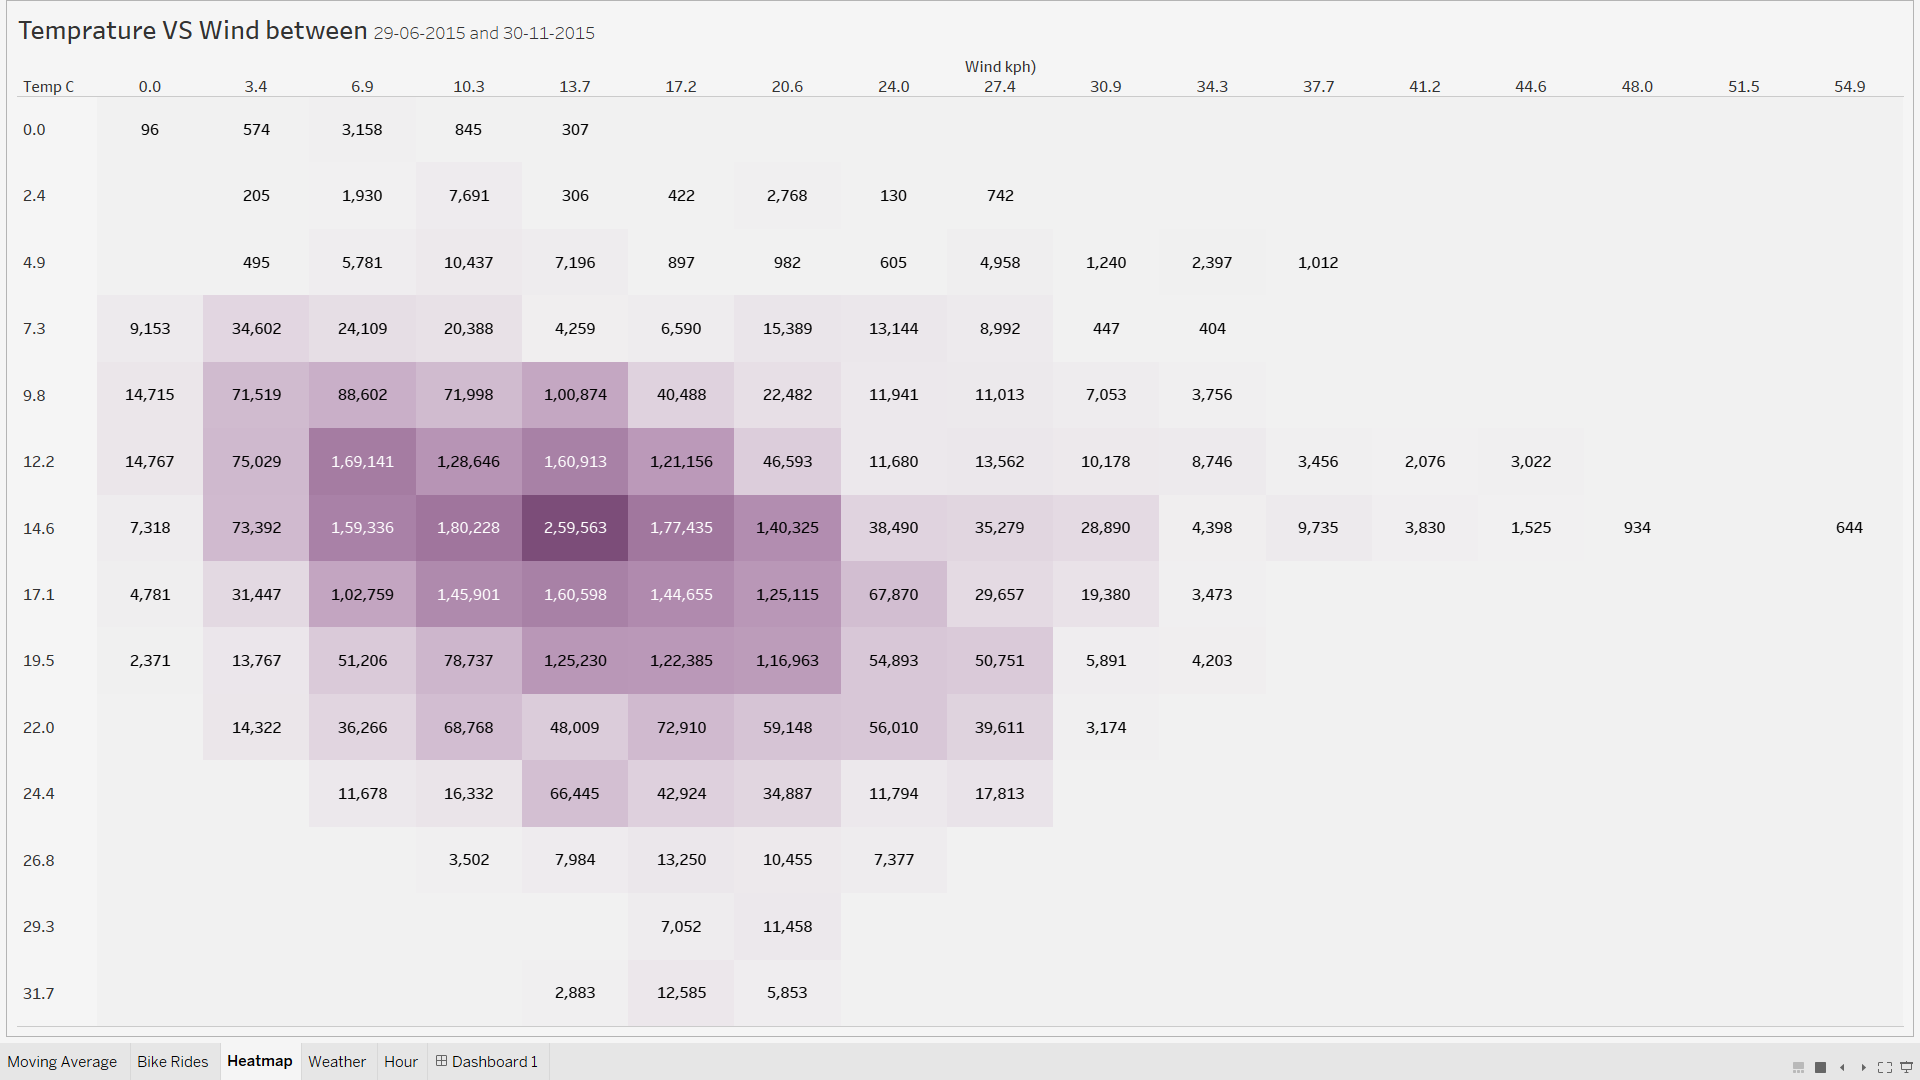 Temprature VS Wind between 29-06-2015 and 30-11-2015
Wind kph)
Temp C 0.0 3.4 6.9 10.3 13.7 17.2 20.6 24.0 27.4 30.9 34.3 37.7 41.2 44.6 48.0 51.5 54.9
0.0 96 574 3,158 845 307
2.4 205 1,930 7,691 306 422 2,768 130 742
4.9 495 5,781 10,437 7,196 897 982 605 4,958 1,240 2,397 1,012
7.3 9,153 34,602 24,109 20,388 4,259 6,590 15,389 13,144 8,992 447 404
9.8 14,715 71,519 88,602 71,998 1,00,874 40,488 22,482 11,941 11,013 7,053 3,756
12.2 14,767 75,029 1,69,141 1,28,646 1,60,913 1,21,156 46,593 11,680 13,562 10,178 8,746 3,456 2,076 3,022
14.6 7,318 73,392 1,59,336 1,80,228 2,59,563 1,77,435 1,40,325 38,490 35,279 28,890 4,398 9,735 3,830 1,525 934 644
17.1 4,781 31,447 1,02,759 1,45,901 1,60,598 1,44,655 1,25,115 67,870 29,657 19,380 3,473
19.5 2,371 13,767 51,206 78,737 1,25,230 1,22,385 1,16,963 54,893 50,751 5,891 4,203
22.0 14,322 36,266 68,768 48,009 72,910 59,148 56,010 39,611 3,174
24.4 11,678 16,332 66,445 42,924 34,887 11,794 17,813
26.8 3,502 7,984 13,250 10,455 7,377
29.3 7,052 11,458
31.7 2,883 12,585 5,853
Moving Average Bike Rides Heatmap Weather Hour Dashboard 1